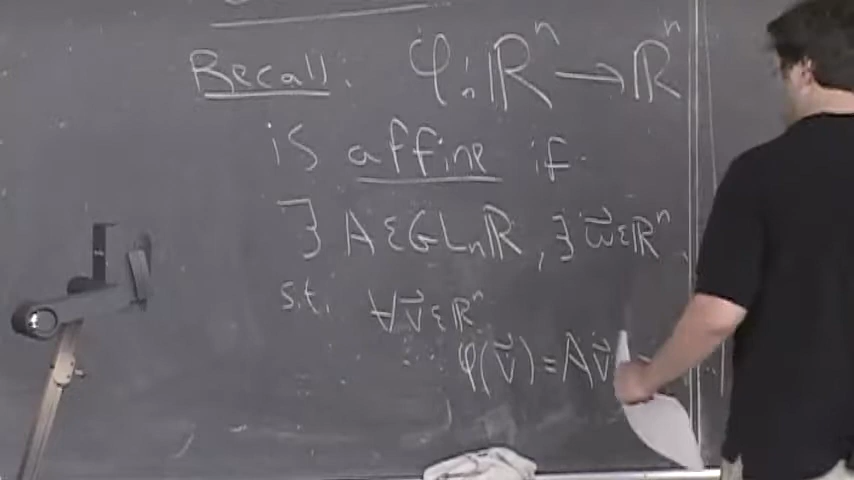 Recall: φ: ℝⁿ → ℝⁿ
is affine if
∃ A ε GLₙℝ, ∃ w⃗ ε ℝⁿ
s.t. ∀ v⃗ ε ℝⁿ
φ(v⃗) = Av⃗